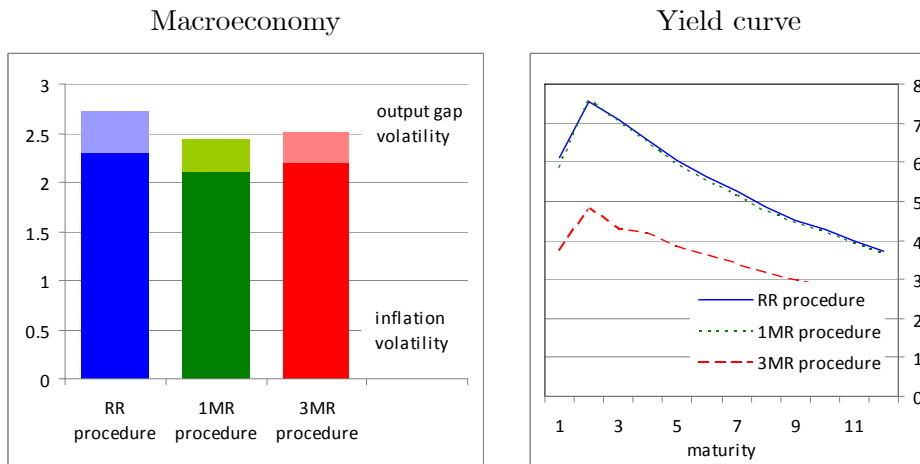 Macroeconomy
3
2.5
2
1.5
1
0.5
0
output gap
volatility
inflation
volatility
RR
procedure
1MR
procedure
3MR
procedure
Yield curve
8
7
6
5
4
3
2
1
0
RR procedure
1MR procedure
3MR procedure
1 3 5 7 9 11
maturity